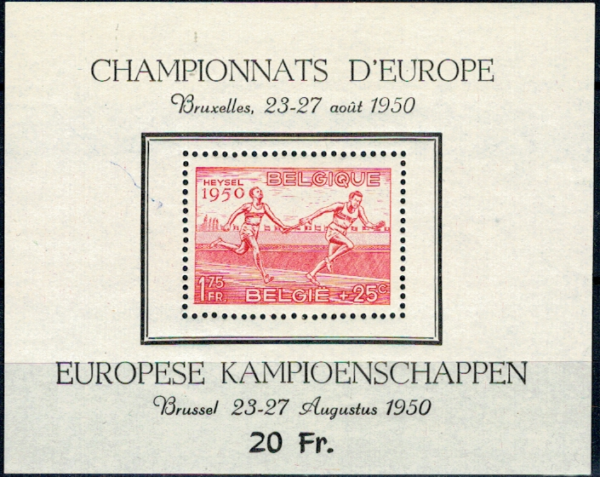 CHAMPIONNATS D'EUROPE
Bruxelles, 23-27 août 1950
HEYSEL BELGIQUE
1950
1.75 FR. BELGIË +25C
EUROPESE KAMPIOENSCHAPPEN
Brussel 23-27 Augustus 1950
20 Fr.